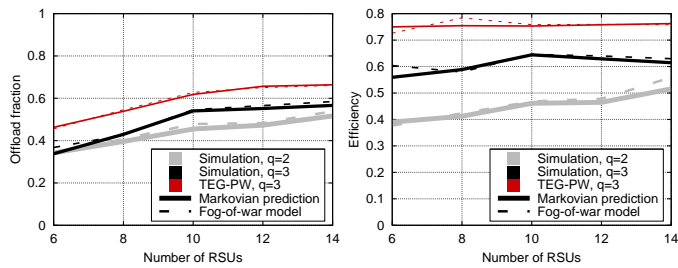 1
0.8
0.6
0.4
0.2
0
Offload fraction
6 8 10 12 14
Number of RSUs
Simulation, q=2
Simulation, q=3
TEG-PW, q=3
Markovian prediction
Fog-of-war model
0.8
0.7
0.6
0.5
0.4
0.3
0.2
0.1
0
Efficiency
6 8 10 12 14
Number of RSUs
Simulation, q=2
Simulation, q=3
TEG-PW, q=3
Markovian prediction
Fog-of-war model